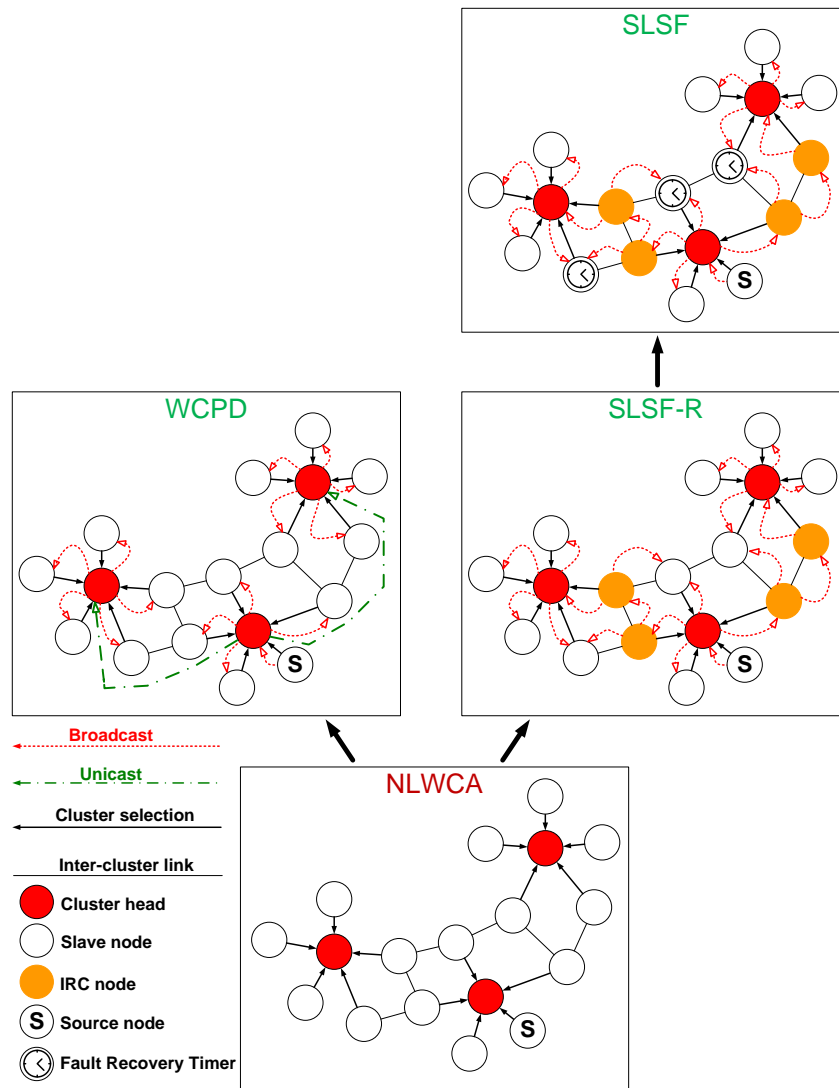 SLSF
S
WCPD
S
SLSF-R
S
Broadcast
Unicast
Cluster selection
Inter-cluster link
Cluster head
Slave node
IRC node
S Source node
Fault Recovery Timer
NLWCA
S